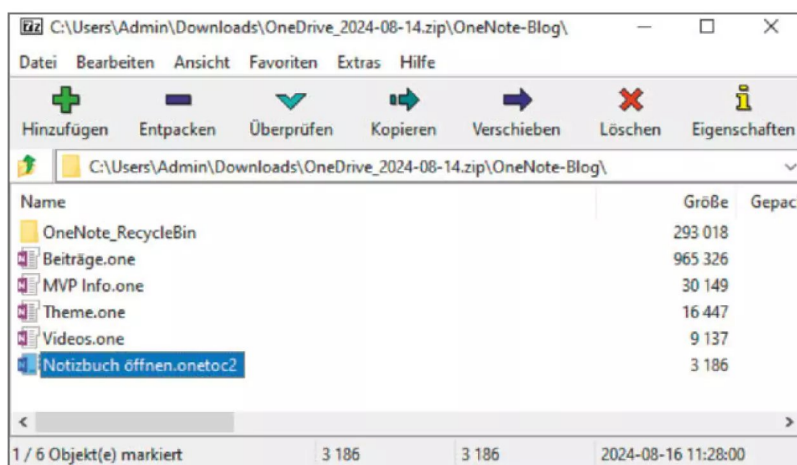 C:\Users\Admin\Downloads\OneDrive_2024-08-14.zip\OneNote-Blog\
Datei Bearbeiten Ansicht Favoriten Extras Hilfe
Hinzufügen Entpacken Überprüfen Kopieren Verschieben Löschen Eigenschaften
C:\Users\Admin\Downloads\OneDrive_2024-08-14.zip\OneNote-Blog\
Name Größe Gepac
OneNote_RecycleBin 293 018
Beiträge.one 965 326
MVP Info.one 30 149
Theme.one 16 447
Videos.one 9 137
Notizbuch öffnen.onetoc2 3 186
1 / 6 Objekt(e) markiert 3 186 3 186 2024-08-16 11:28:00